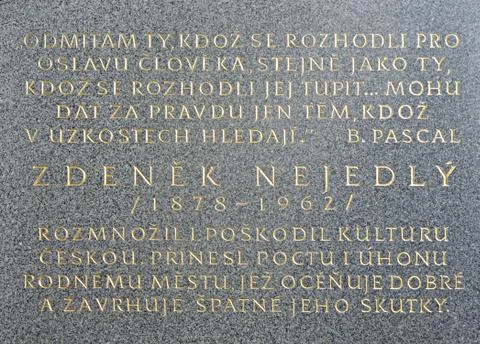 ODMÍTÁM TY, KDOŽ SE ROZHODLI PRO
OSLAVU ČLOVĚKA, STEJNĚ JAKO TY,
KDOŽ SE ROZHODLI JEJ TUPIT... MOHU
DÁT ZA PRAVDU JEN TĚM, KDOŽ
V ÚZKOSTECH HLEDAJÍ." B. PASCAL
ZDENĚK NEJEDLÝ
/1878-1962/
ROZMNOŽIL I POŠKODIL KULTURU
ČESKOU, PŘINESL POCTU I ÚHONU
RODNÉMU MĚSTU, JEŽ OCEŇUJE DOBRÉ
A ZAVRHUJE ŠPATNÉ JEHO SKUTKY.